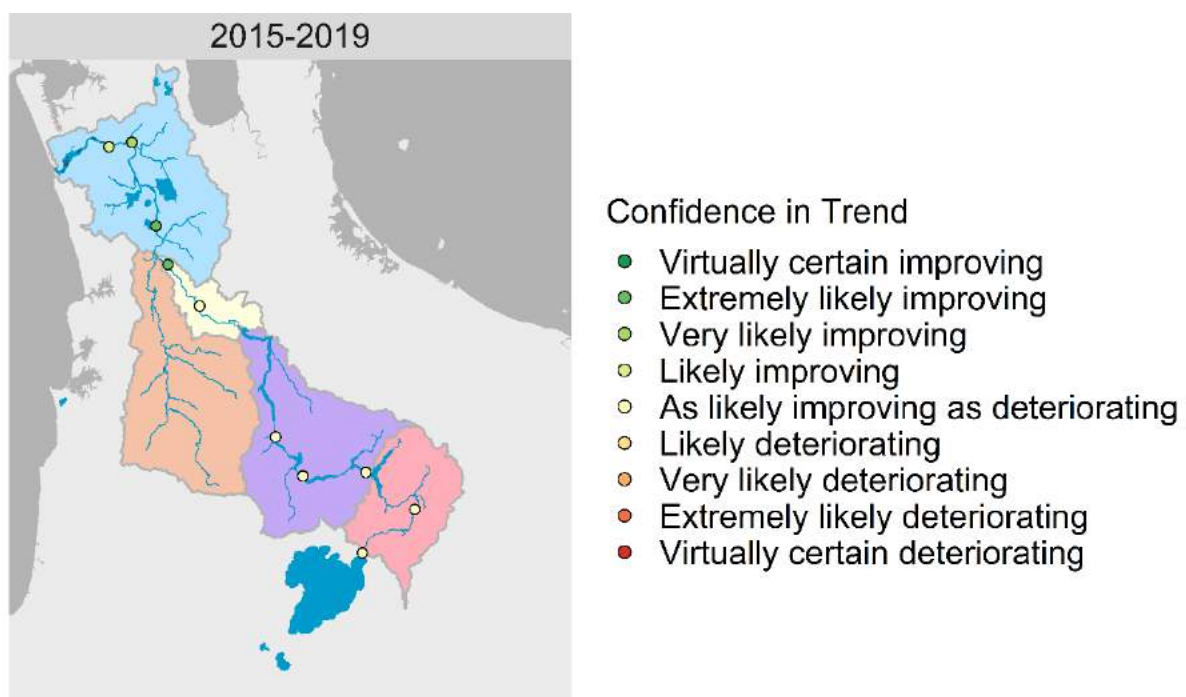 2015-2019
Confidence in Trend
Virtually certain improving
Extremely likely improving
Very likely improving
Likely improving
As likely improving as deteriorating
Likely deteriorating
Very likely deteriorating
Extremely likely deteriorating
Virtually certain deteriorating